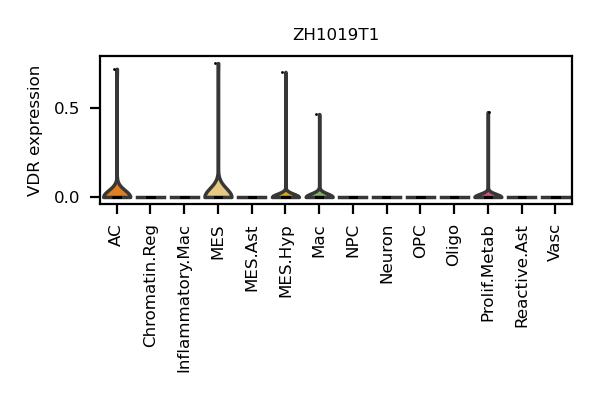 ZH1019T1
VDR expression
0.5
0.0
AC
Chromatin.Reg
Inflammatory.Mac
MES
MES.Ast
MES.Hyp
Mac
NPC
Neuron
OPC
Oligo
Prolif.Metab
Reactive.Ast
Vasc